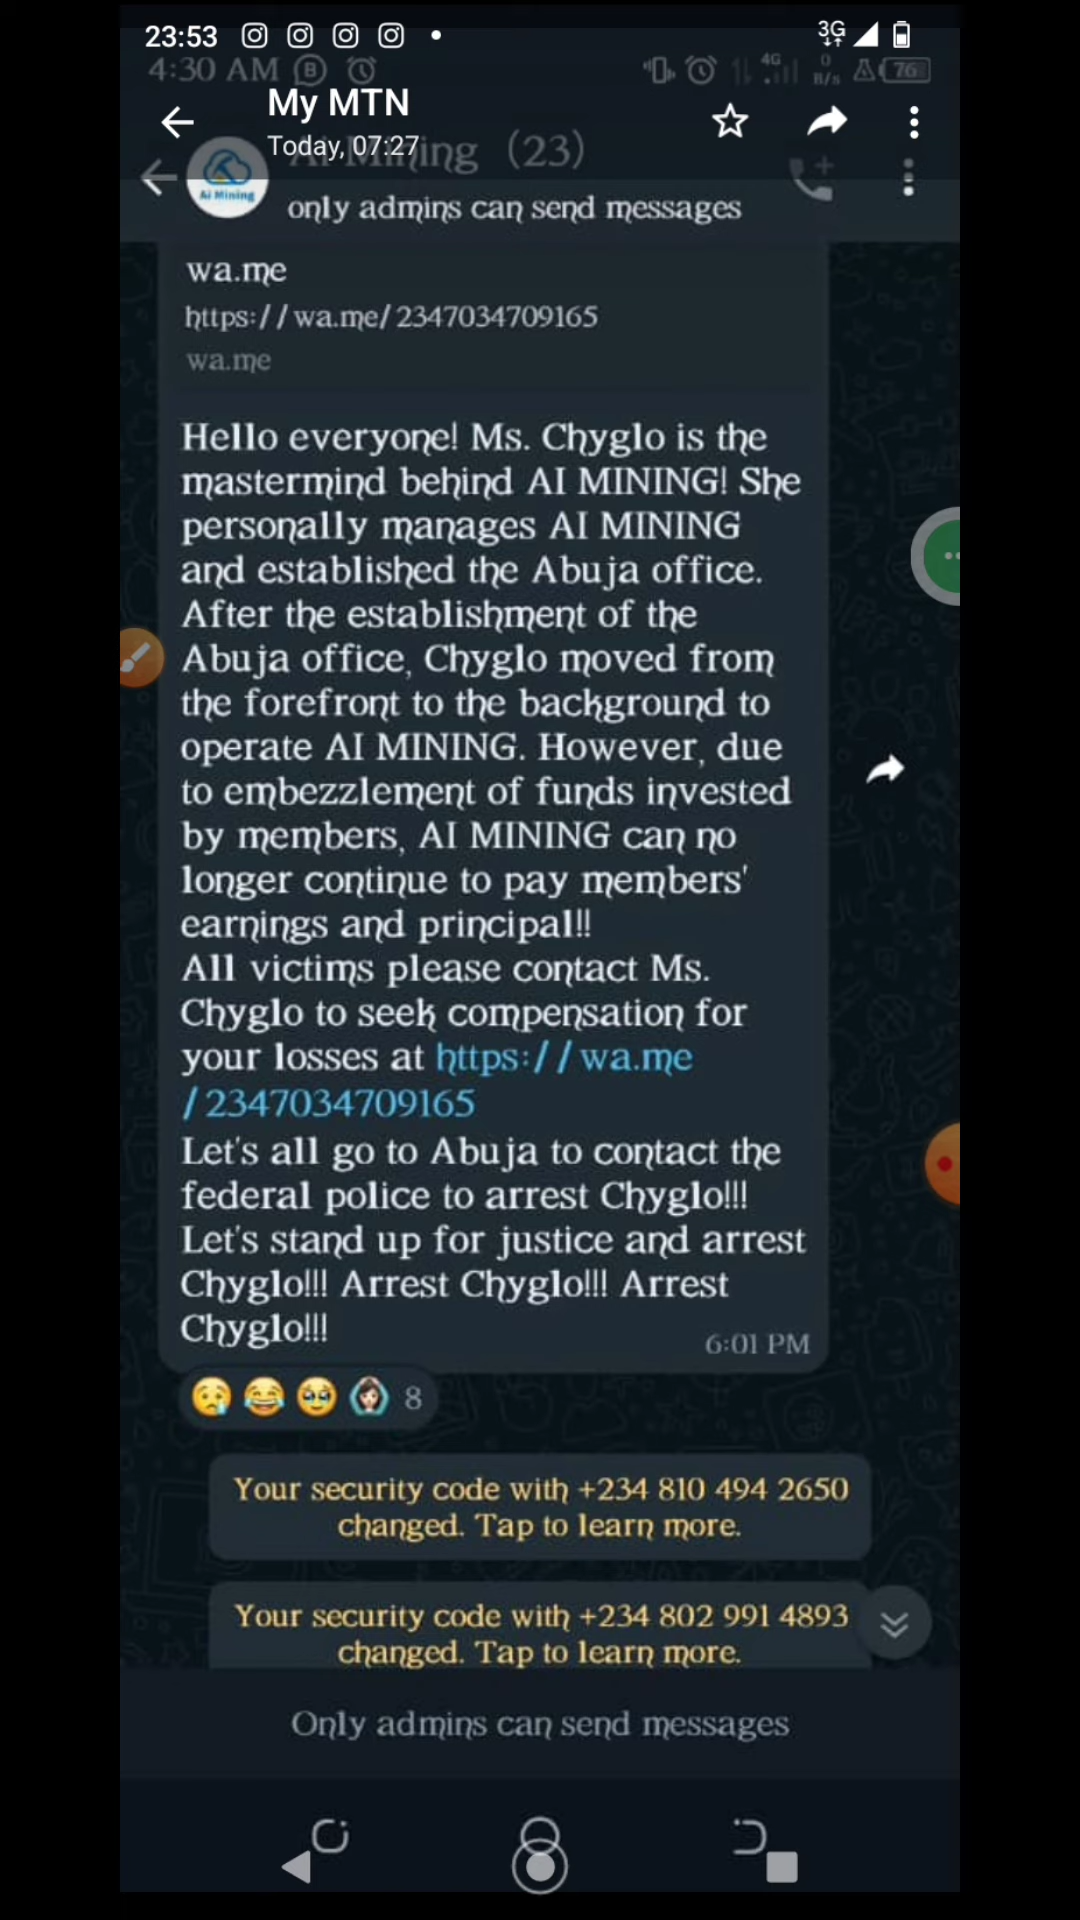 23:53
3G
4:30 AM
4G
0
B/s
76
My MTN
Today, 07:27
Ai Mining (23)
Ai Mining
only admins can send messages
wa.me
https://wa.me/2347034709165
wa.me
Hello everyone! Ms. Chyglo is the
mastermind behind AI MINING! She
personally manages AI MINING
and established the Abuja office.
After the establishment of the
Abuja office, Chyglo moved from
the forefront to the background to
operate AI MINING. However, due
to embezzlement of funds invested
by members, AI MINING can no
longer continue to pay members'
earnings and principal!!
All victims please contact Ms.
Chyglo to seek compensation for
your losses at https://wa.me
/2347034709165
Let's all go to Abuja to contact the
federal police to arrest Chyglo!!!
Let's stand up for justice and arrest
Chyglo!!! Arrest Chyglo!!! Arrest
Chyglo!!!
6:01 PM
8
Your security code with +234 810 494 2650
changed. Tap to learn more.
Your security code with +234 802 991 4893
changed. Tap to learn more.
Only admins can send messages